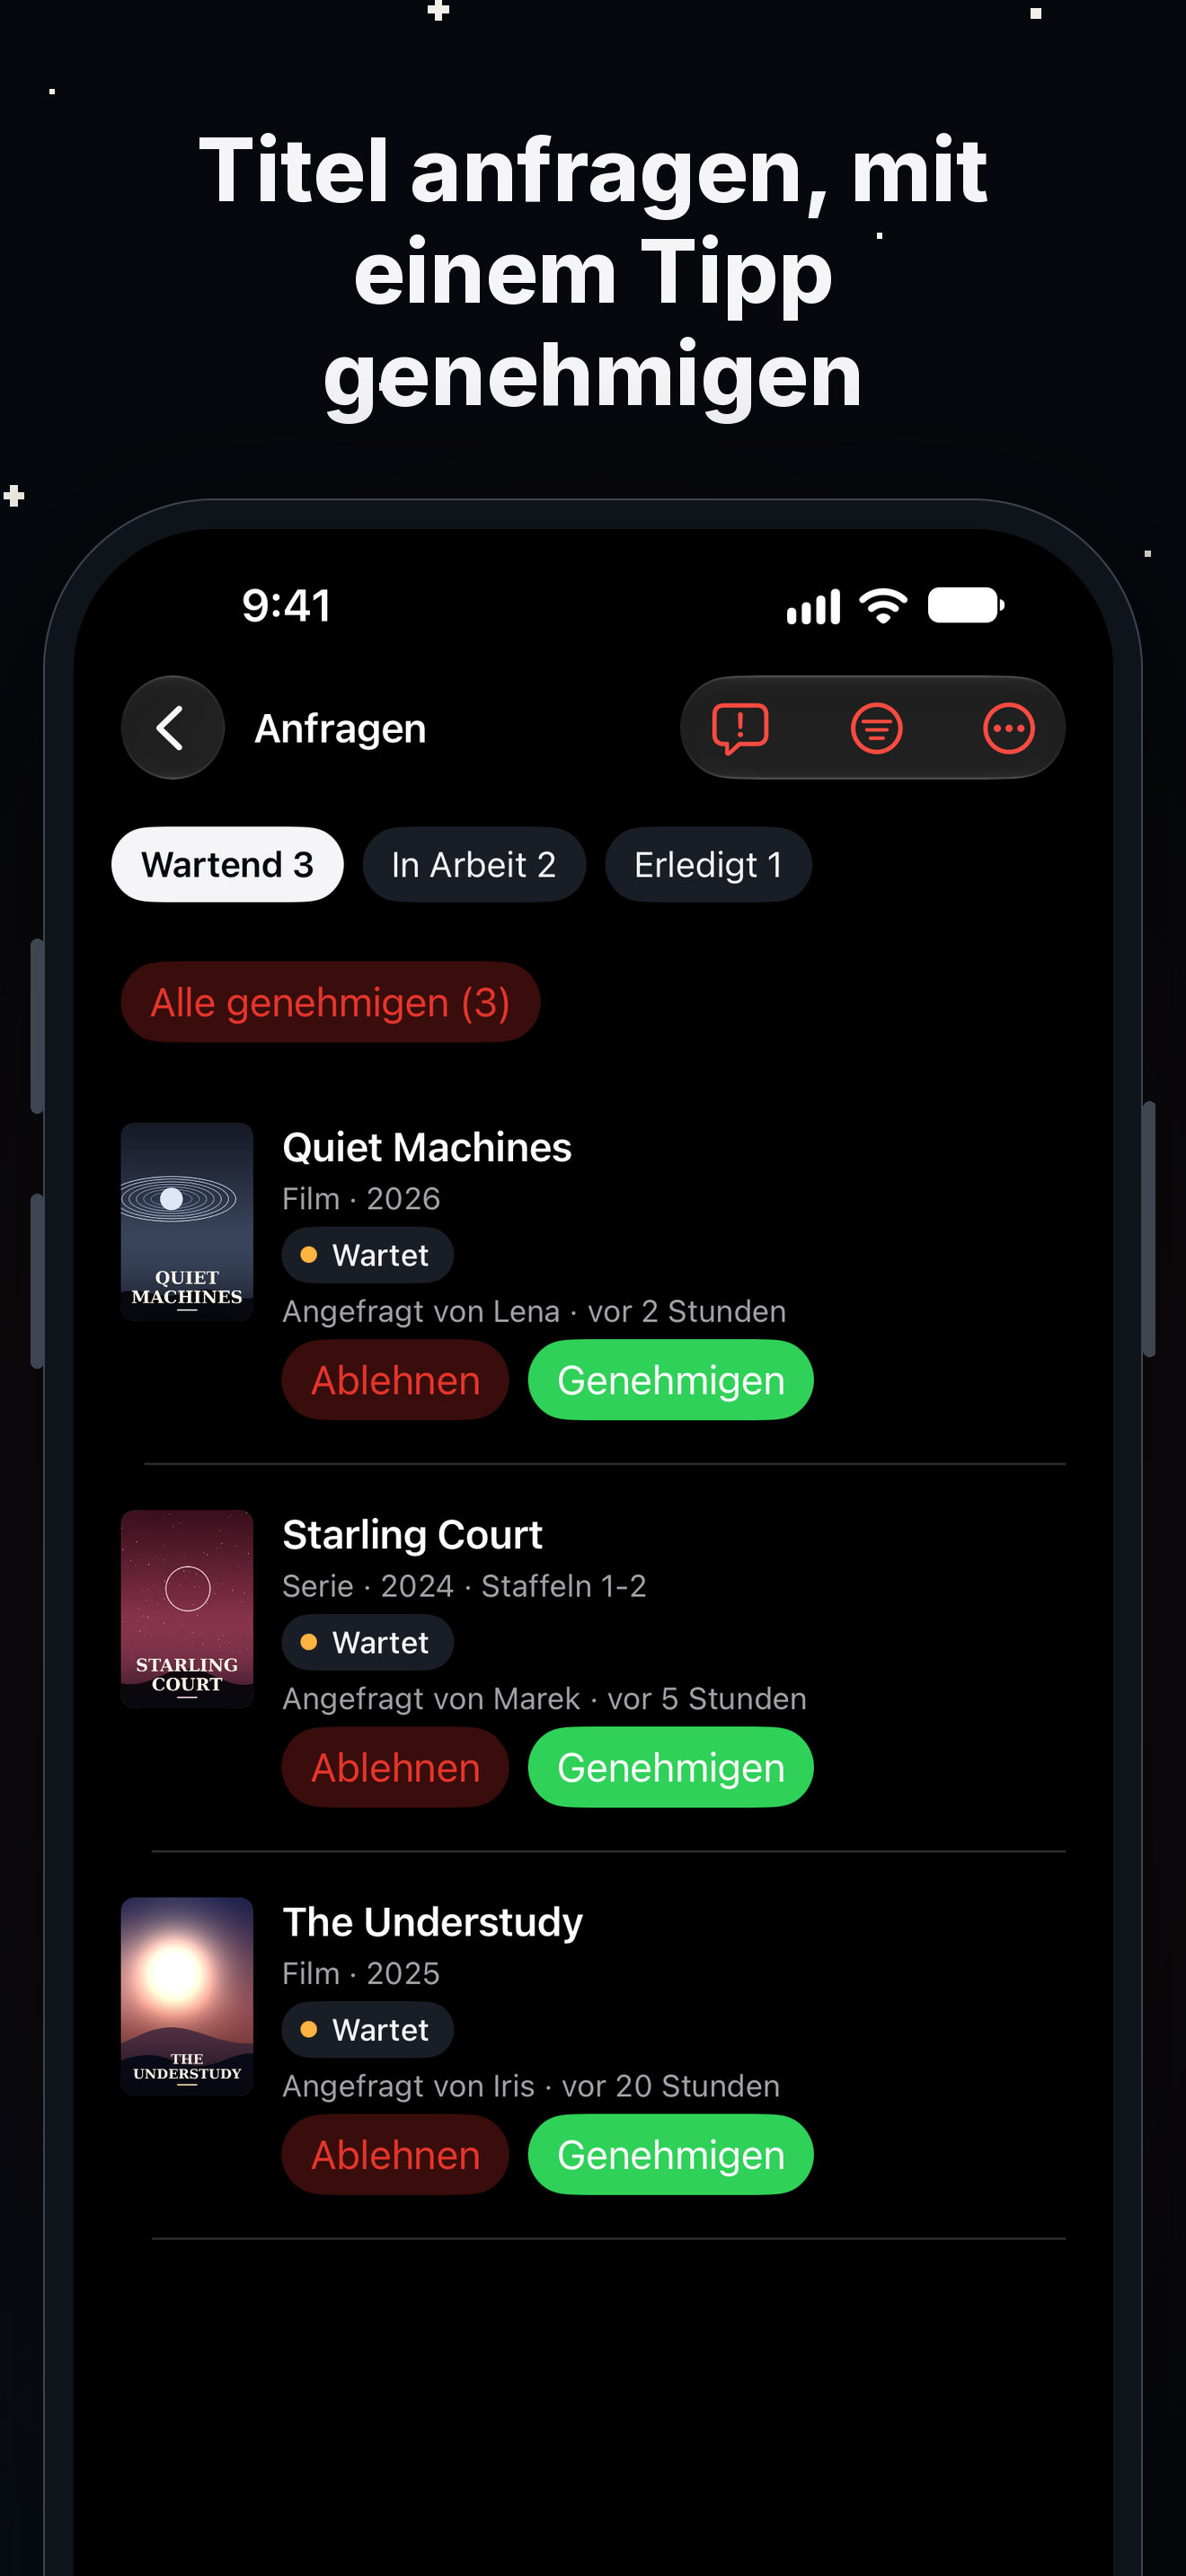 Titel anfragen, mit
einem Tipp
genehmigen
9:41
Anfragen
Wartend 3
In Arbeit 2
Erledigt 1
Alle genehmigen (3)
QUIET
MACHINES
Quiet Machines
Film · 2026
Wartet
Angefragt von Lena · vor 2 Stunden
Ablehnen
Genehmigen
STARLING
COURT
Starling Court
Serie · 2024 · Staffeln 1-2
Wartet
Angefragt von Marek · vor 5 Stunden
Ablehnen
Genehmigen
THE
UNDERSTUDY
The Understudy
Film · 2025
Wartet
Angefragt von Iris · vor 20 Stunden
Ablehnen
Genehmigen